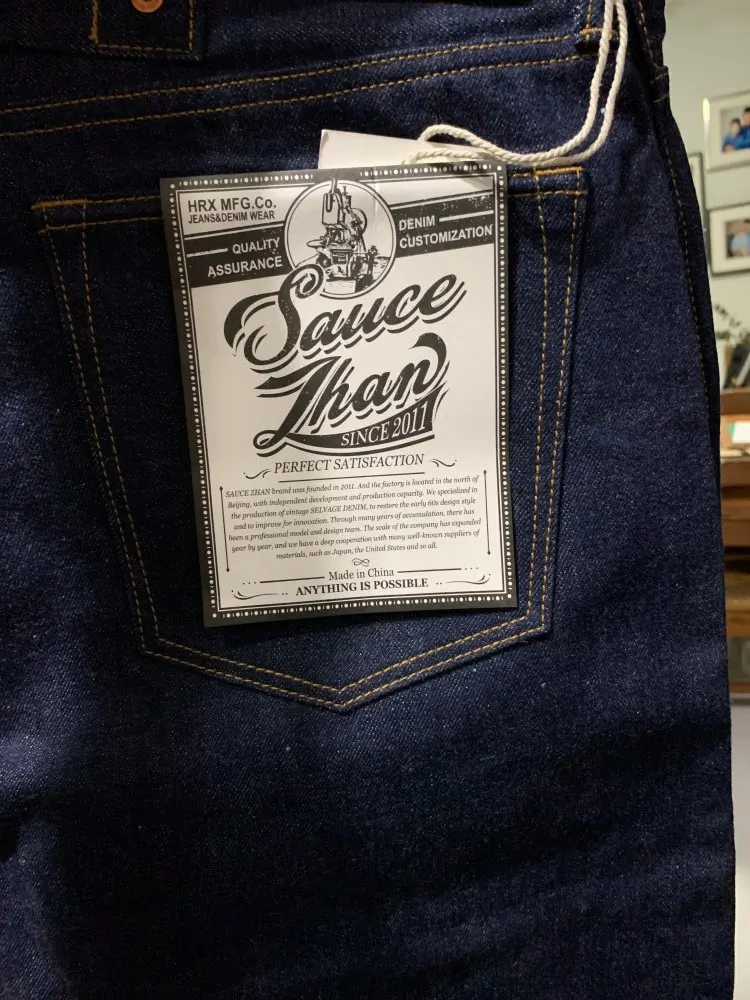 HRX MFG.Co.
JEANS&DENIM WEAR
QUALITY
ASSURANCE
DENIM
CUSTOMIZATION
Sauce
Zhan
SINCE 2011
PERFECT SATISFACTION
SAUCE ZHAN brand was founded in 2011. And the factory is located in the north of
Beijing, with independent development and production capacity. We specialized in
the production of vintage SELVAGE DENIM, to restore the early 60s design style
and to improve for innovation. Through many years of accumulation, there has
been a professional model and design team. The scale of the company has expanded
year by year, and we have a deep cooperation with many well-known suppliers of
materials, such as Japan, the United States and so all.
Made in China
ANYTHING IS POSSIBLE